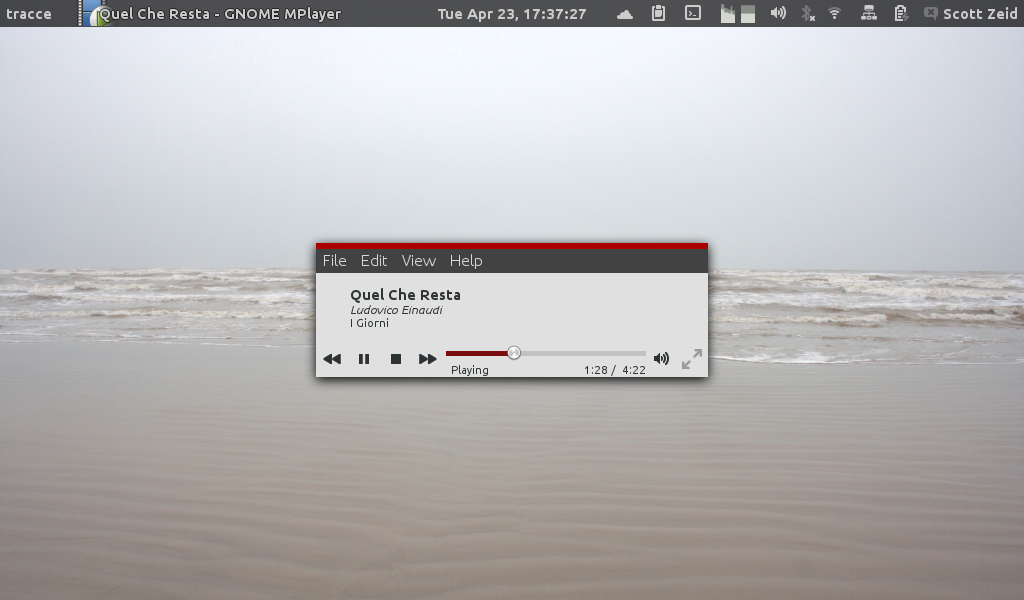 tracce Quel Che Resta - GNOME MPlayer Tue Apr 23, 17:37:27 Scott Zeid
File Edit View Help
Quel Che Resta
Ludovico Einaudi
I Giorni
Playing 1:28 / 4:22